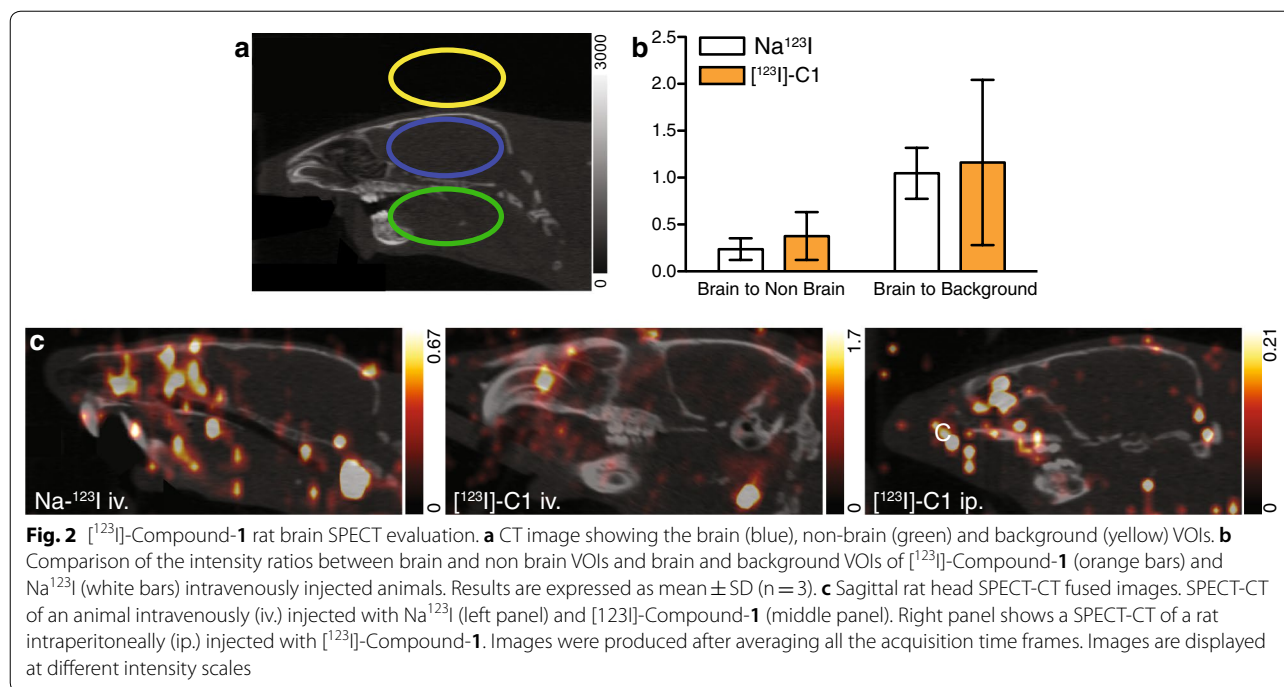 a
3000
0
b
2.5
2.0
1.5
1.0
0.5
0.0
Na¹²³I
[¹²³I]-C1
Brain to Non Brain
Brain to Background
c
Na-¹²³I iv.
0.67
0
[¹²³I]-C1 iv.
1.7
0
C
[¹²³I]-C1 ip.
0.21
0
Fig. 2 [¹²³I]-Compound-1 rat brain SPECT evaluation. a CT image showing the brain (blue), non-brain (green) and background (yellow) VOIs. b
Comparison of the intensity ratios between brain and non brain VOIs and brain and background VOIs of [¹²³I]-Compound-1 (orange bars) and
Na¹²³I (white bars) intravenously injected animals. Results are expressed as mean ± SD (n = 3). c Sagittal rat head SPECT-CT fused images. SPECT-CT
of an animal intravenously (iv.) injected with Na¹²³I (left panel) and [123I]-Compound-1 (middle panel). Right panel shows a SPECT-CT of a rat
intraperitoneally (ip.) injected with [¹²³I]-Compound-1. Images were produced after averaging all the acquisition time frames. Images are displayed
at different intensity scales